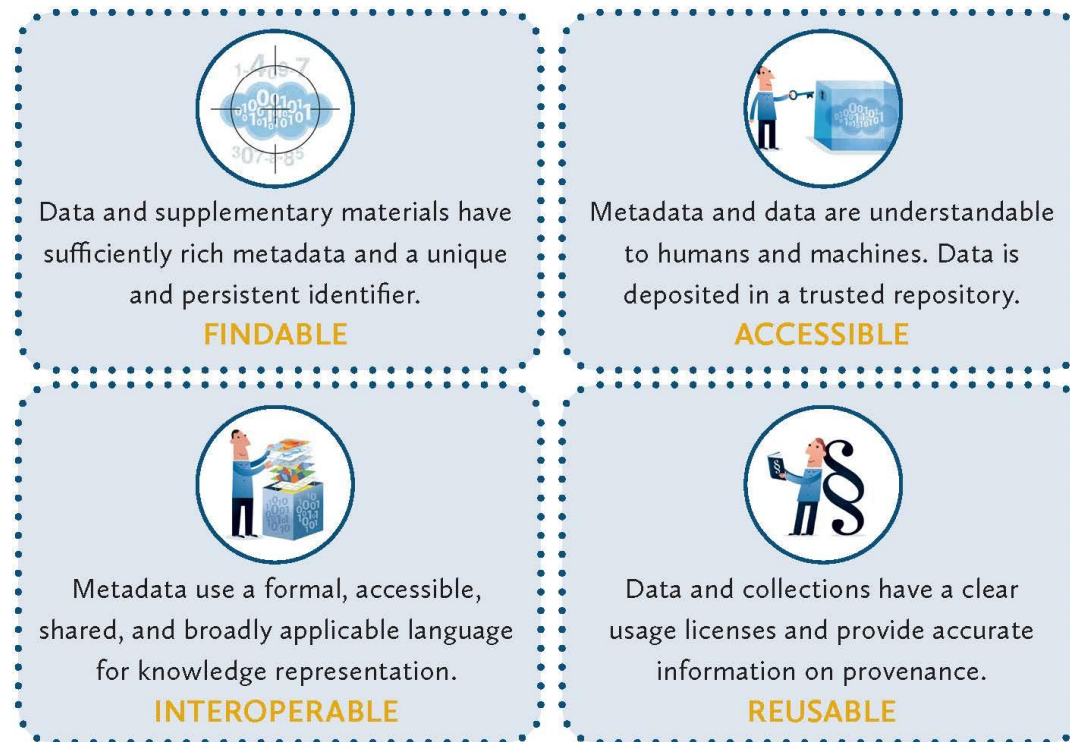 Data and supplementary materials have
sufficiently rich metadata and a unique
and persistent identifier.
FINDABLE
Metadata and data are understandable
to humans and machines. Data is
deposited in a trusted repository.
ACCESSIBLE
Metadata use a formal, accessible,
shared, and broadly applicable language
for knowledge representation.
INTEROPERABLE
Data and collections have a clear
usage licenses and provide accurate
information on provenance.
REUSABLE